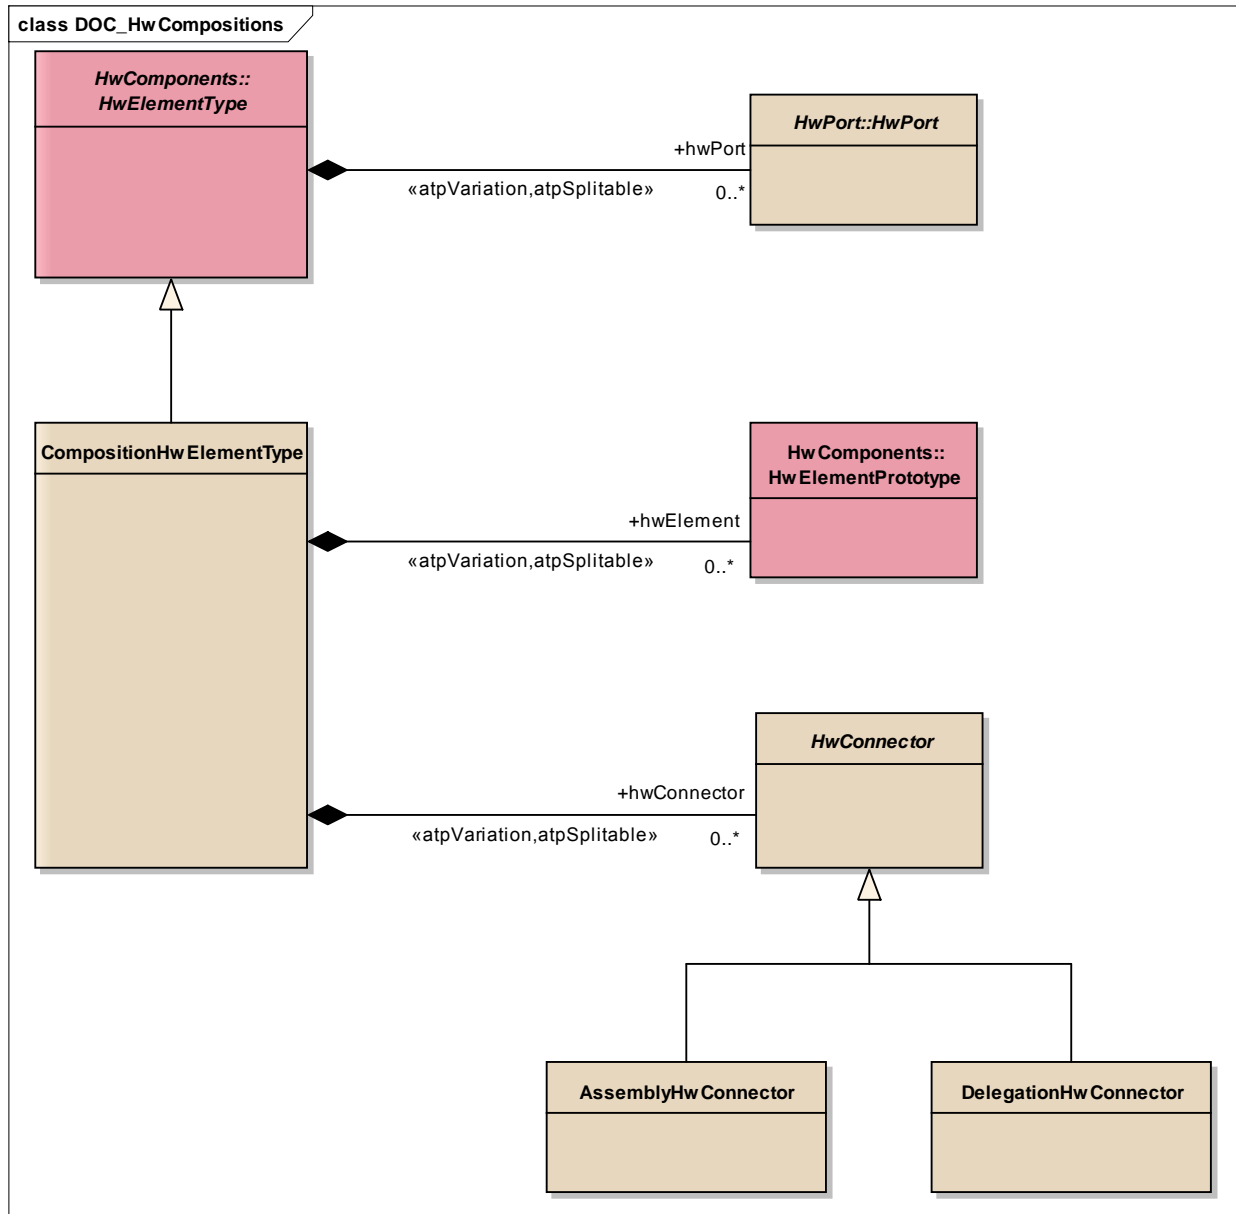 class DOC_HwCompositions
HwComponents::
HwElementType
HwPort::HwPort
+hwPort
«atpVariation,atpSplitable»
0..*
CompositionHwElementType
HwComponents::
HwElementPrototype
+hwElement
«atpVariation,atpSplitable»
0..*
HwConnector
+hwConnector
«atpVariation,atpSplitable»
0..*
AssemblyHwConnector
DelegationHwConnector